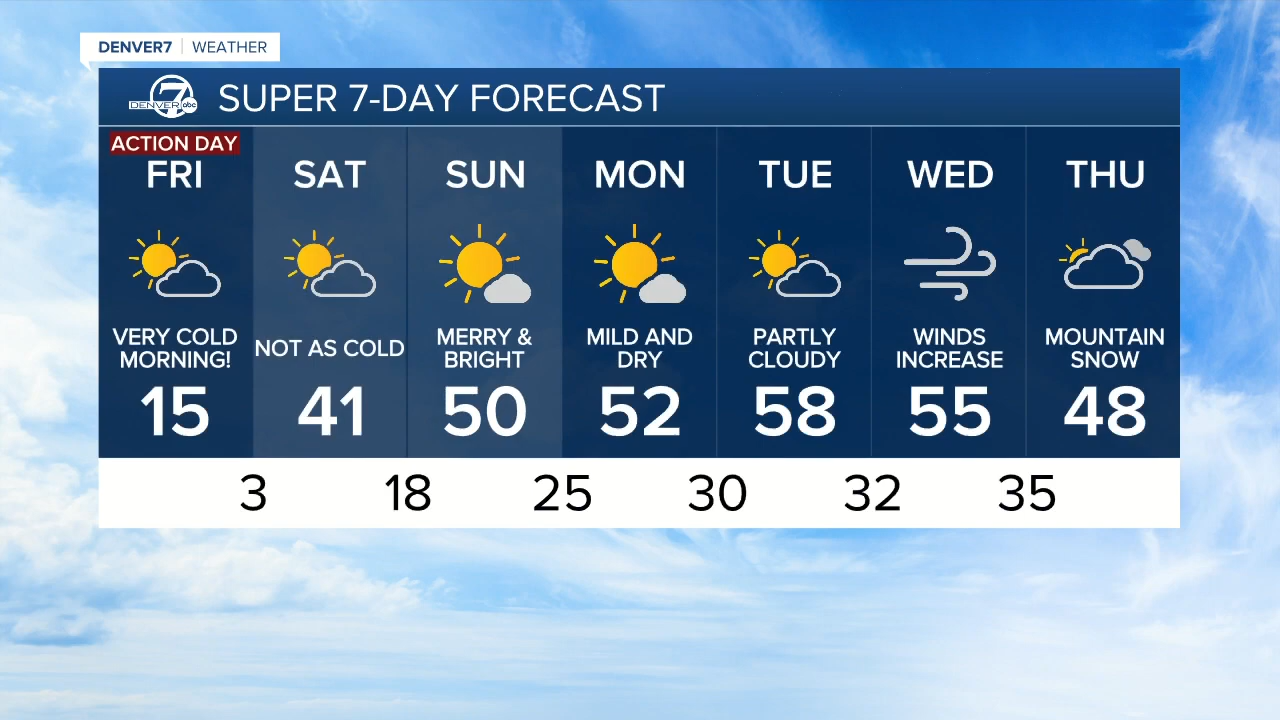 DENVER7 | WEATHER
7
DENVER abc
SUPER 7-DAY FORECAST
ACTION DAY
FRI
SAT
SUN
MON
TUE
WED
THU
VERY COLD
MORNING!
NOT AS COLD
MERRY &
BRIGHT
MILD AND
DRY
PARTLY
CLOUDY
WINDS
INCREASE
MOUNTAIN
SNOW
15
41
50
52
58
55
48
3
18
25
30
32
35